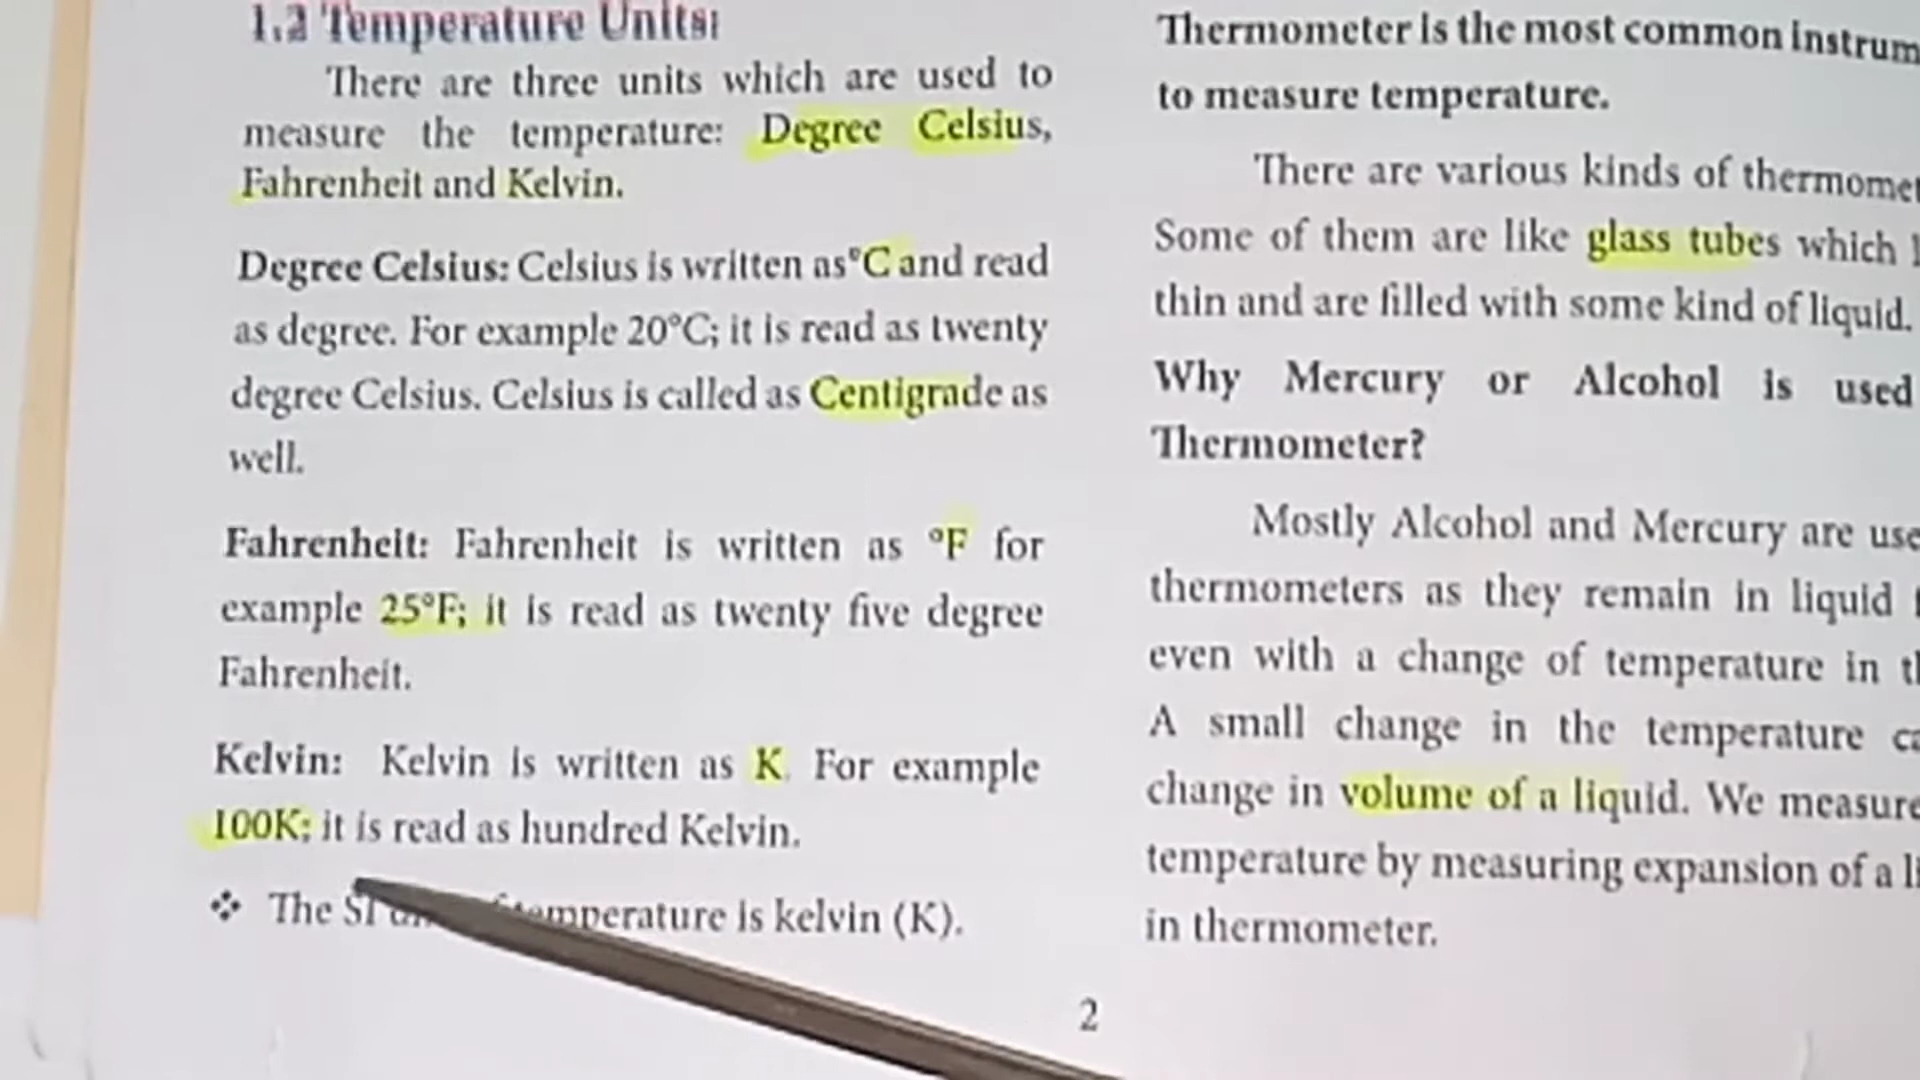 1.2 Temperature Units:
There are three units which are used to
measure the temperature: Degree Celsius,
Fahrenheit and Kelvin.
Degree Celsius: Celsius is written as °C and read
as degree. For example 20°C; it is read as twenty
degree Celsius. Celsius is called as Centigrade as
well.
Fahrenheit: Fahrenheit is written as °F for
example 25°F; it is read as twenty five degree
Fahrenheit.
Kelvin: Kelvin is written as K. For example
100K; it is read as hundred Kelvin.
❖ The SI temperature is kelvin (K).
Thermometer is the most common
to measure temperature.
There are various kinds of
Some of them are like glass tubes which
thin and are filled with some kind of liquid.
Why Mercury or Alcohol is used
Thermometer?
Mostly Alcohol and Mercury are
thermometers as they remain in liquid
even with a change of temperature in
A small change in the temperature
change in volume of a liquid. We measure
temperature by measuring expansion of a
in thermometer.
2